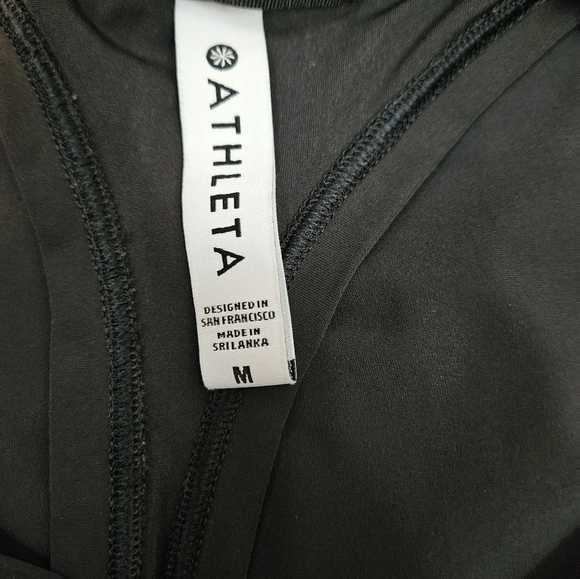 ATHLETA
DESIGNED IN
SAN FRANCISCO
MADE IN
SRI LANKA
M